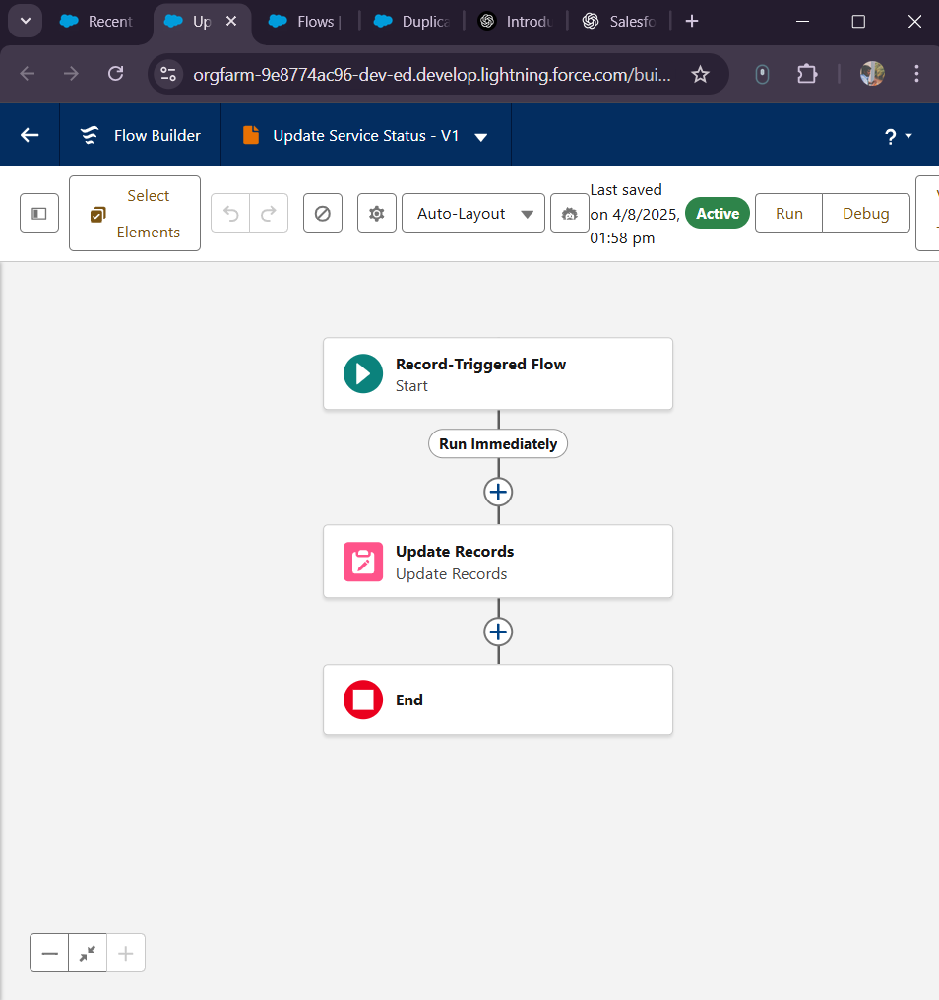 Recent
Up
Flows |
Duplica
Introdu
Salesfo
orgfarm-9e8774ac96-dev-ed.develop.lightning.force.com/bui...
Flow Builder
Update Service Status - V1
?
Select
Elements
Auto-Layout
Last saved
on 4/8/2025,
01:58 pm
Active
Run
Debug
Record-Triggered Flow
Start
Run Immediately
Update Records
Update Records
End